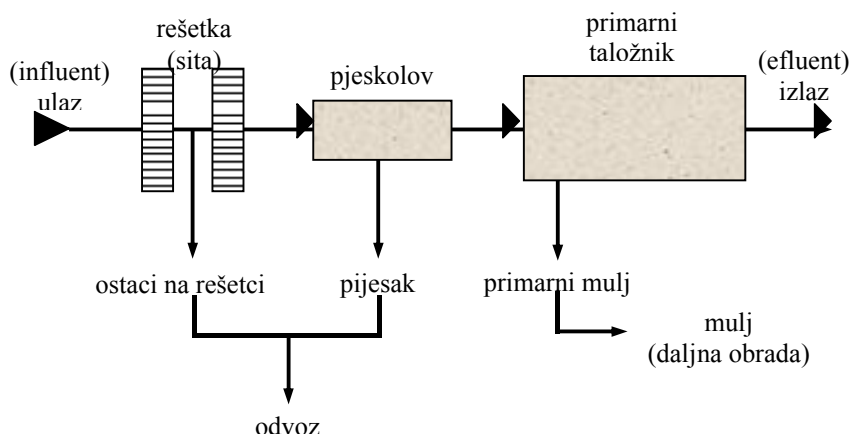 rešetka
(sita)
primarni
taložnik
(influent)
ulaz
pjeskolov
(efluent)
izlaz
ostaci na rešetci
pijesak
primarni mulj
mulj
(daljna obrada)
odvoz